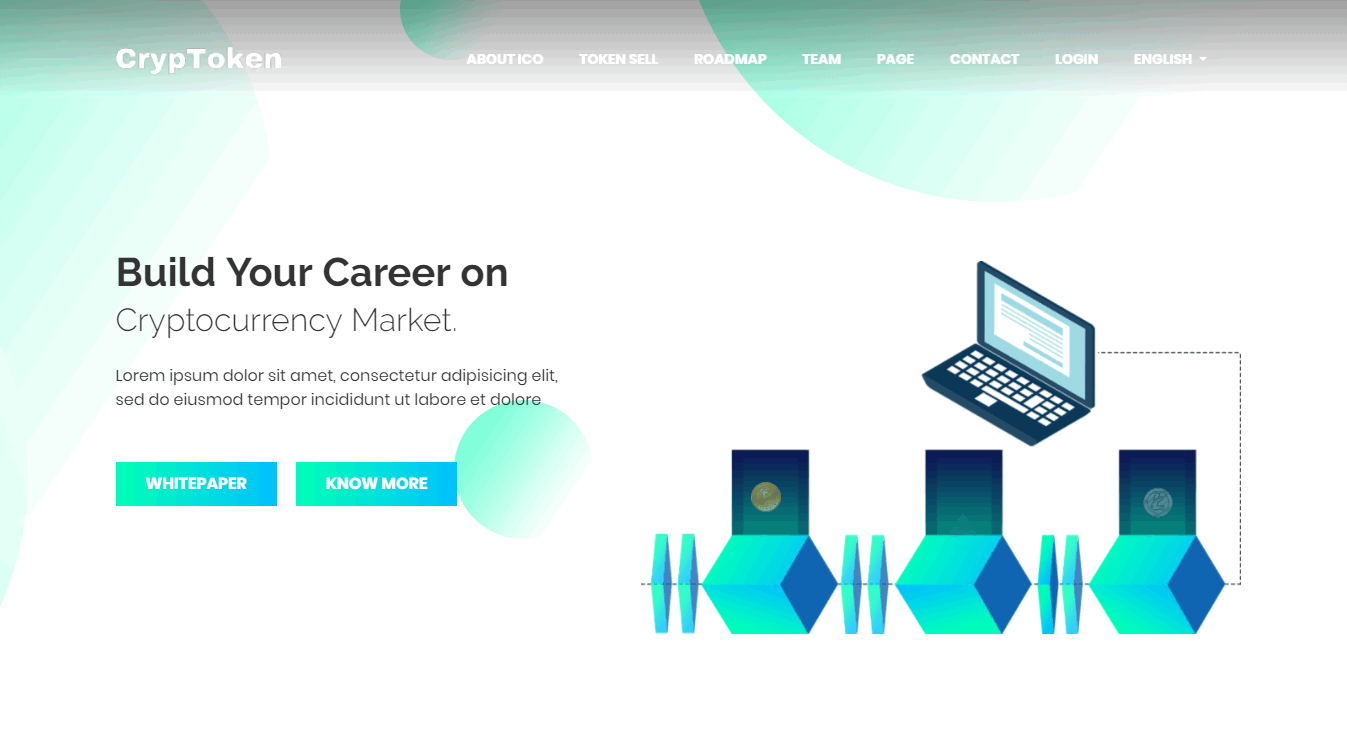 CrypToken
ABOUT ICO TOKEN SELL ROADMAP TEAM PAGE CONTACT LOGIN ENGLISH
Build Your Career on
Cryptocurrency Market.
Lorem ipsum dolor sit amet, consectetur adipisicing elit,
sed do eiusmod tempor incididunt ut labore et dolore
WHITEPAPER KNOW MORE